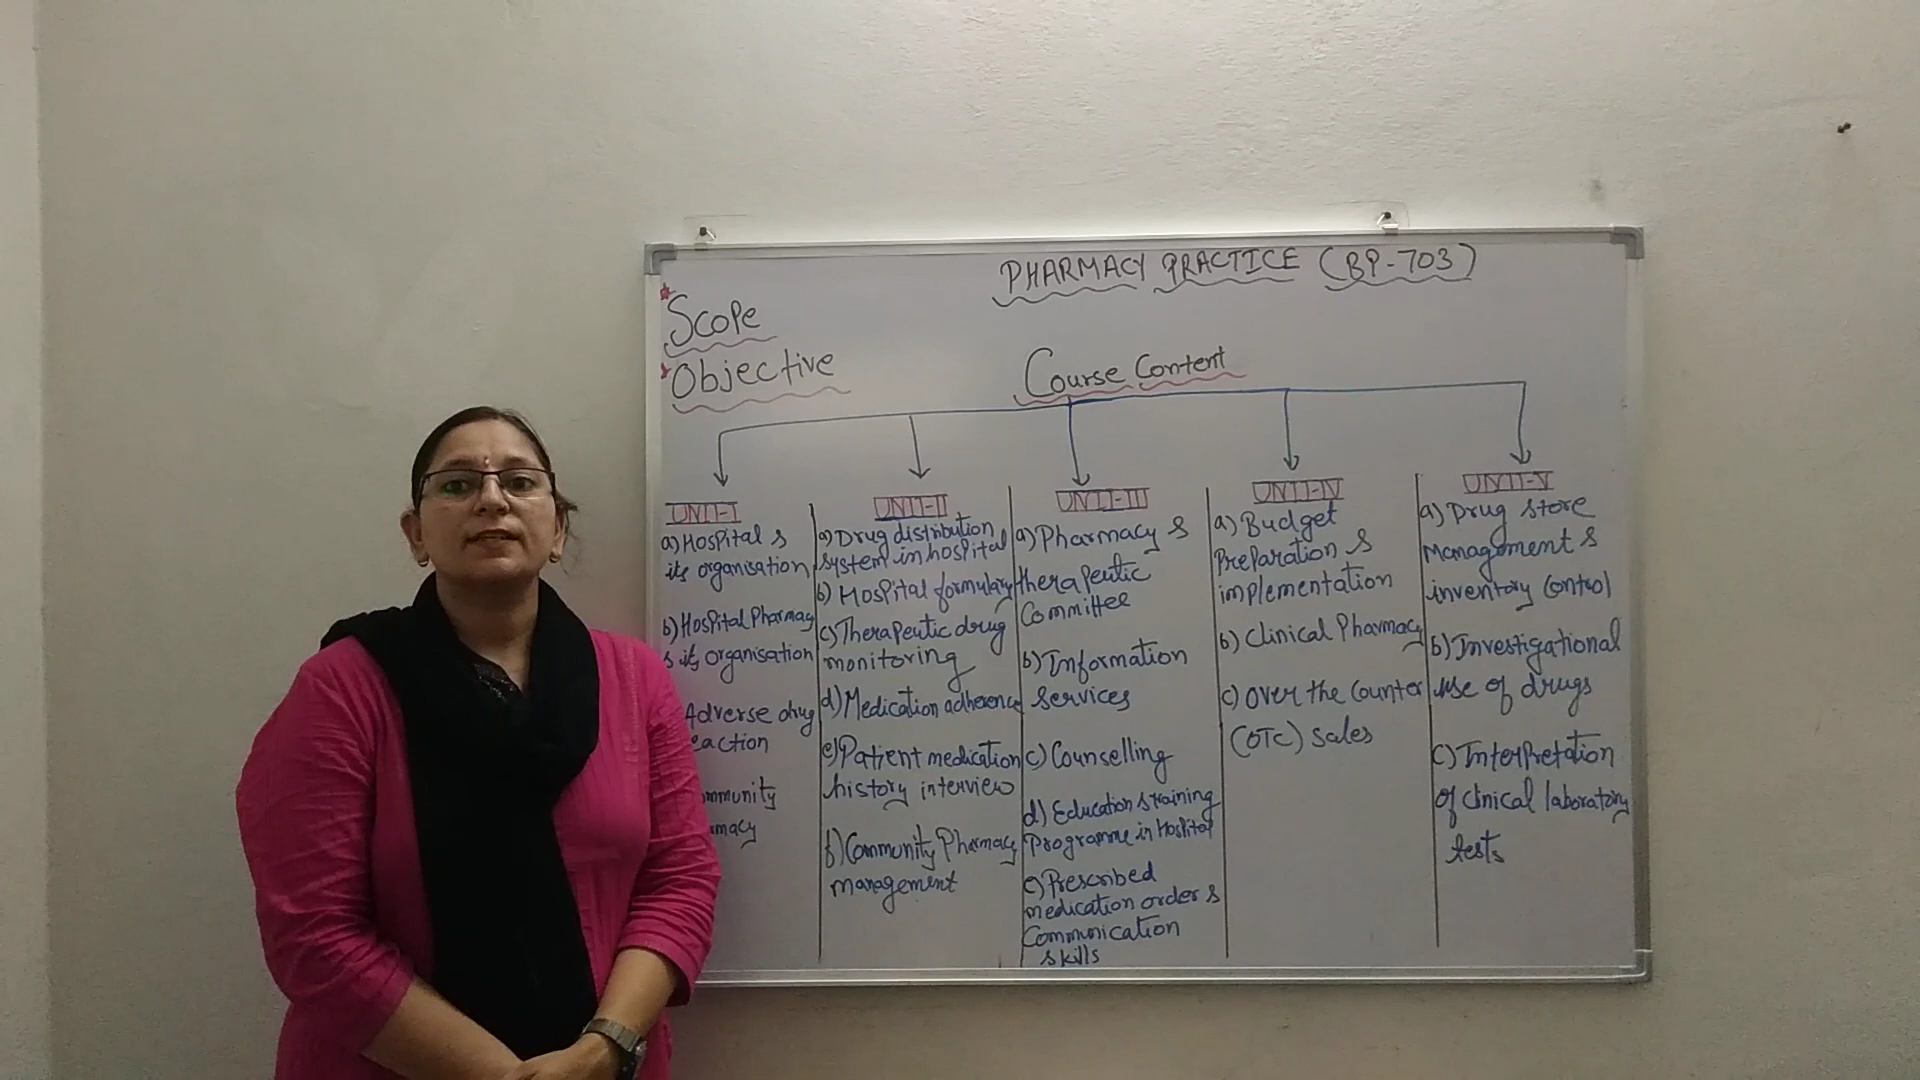 PHARMACY PRACTICE (BP-703)
Scope
Objective
Course Content
UNIT-I
a) Hospital &
its organisation
b) Hospital Pharmacy
& its organisation
Adverse drug
eaction
mmunity
macy
UNIT-II
a) Drug distribution
system in hospital
b) Hospital formulary
c) Therapeutic drug
monitoring
d) Medication adherence
e) Patient medication
history interview
f) Community Pharmacy
management
UNIT-III
a) Pharmacy &
therapeutic
Committee
b) Information
services
c) Counselling
d) Education & training
Programme in Hospital
e) Prescribed
medication order &
Communication
skills
UNIT-IV
a) Budget
Preparation &
implementation
b) Clinical Pharmacy
c) Over the Counter
(OTC) sales
UNIT-V
a) Drug store
Management &
inventory Control
b) Investigational
use of drugs
c) Interpretation
of clinical laboratory
tests